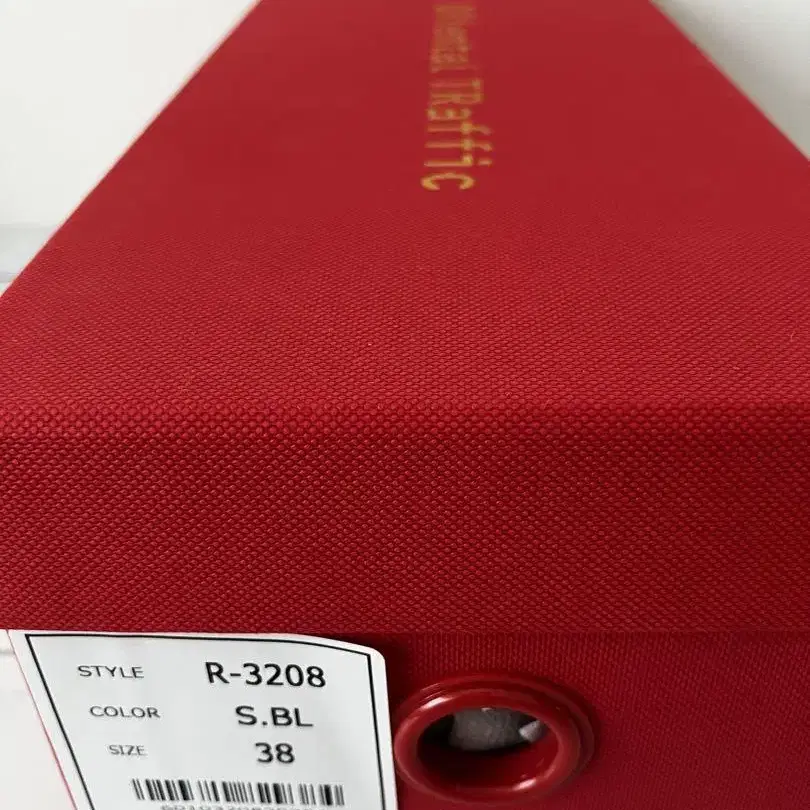 TRaffic
STYLE R-3208
COLOR S.BL
SIZE 38